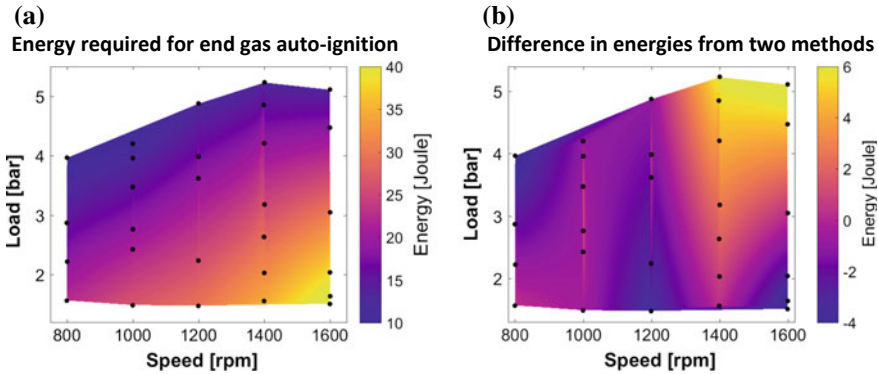 (a)
Energy required for end gas auto-ignition
Load [bar]
5
4
3
2
800 1000 1200 1400 1600
Speed [rpm]
40
35
30
25
20
15
10
Energy [Joule]
(b)
Difference in energies from two methods
Load [bar]
5
4
3
2
800 1000 1200 1400 1600
Speed [rpm]
6
4
2
0
-2
-4
Energy [Joule]